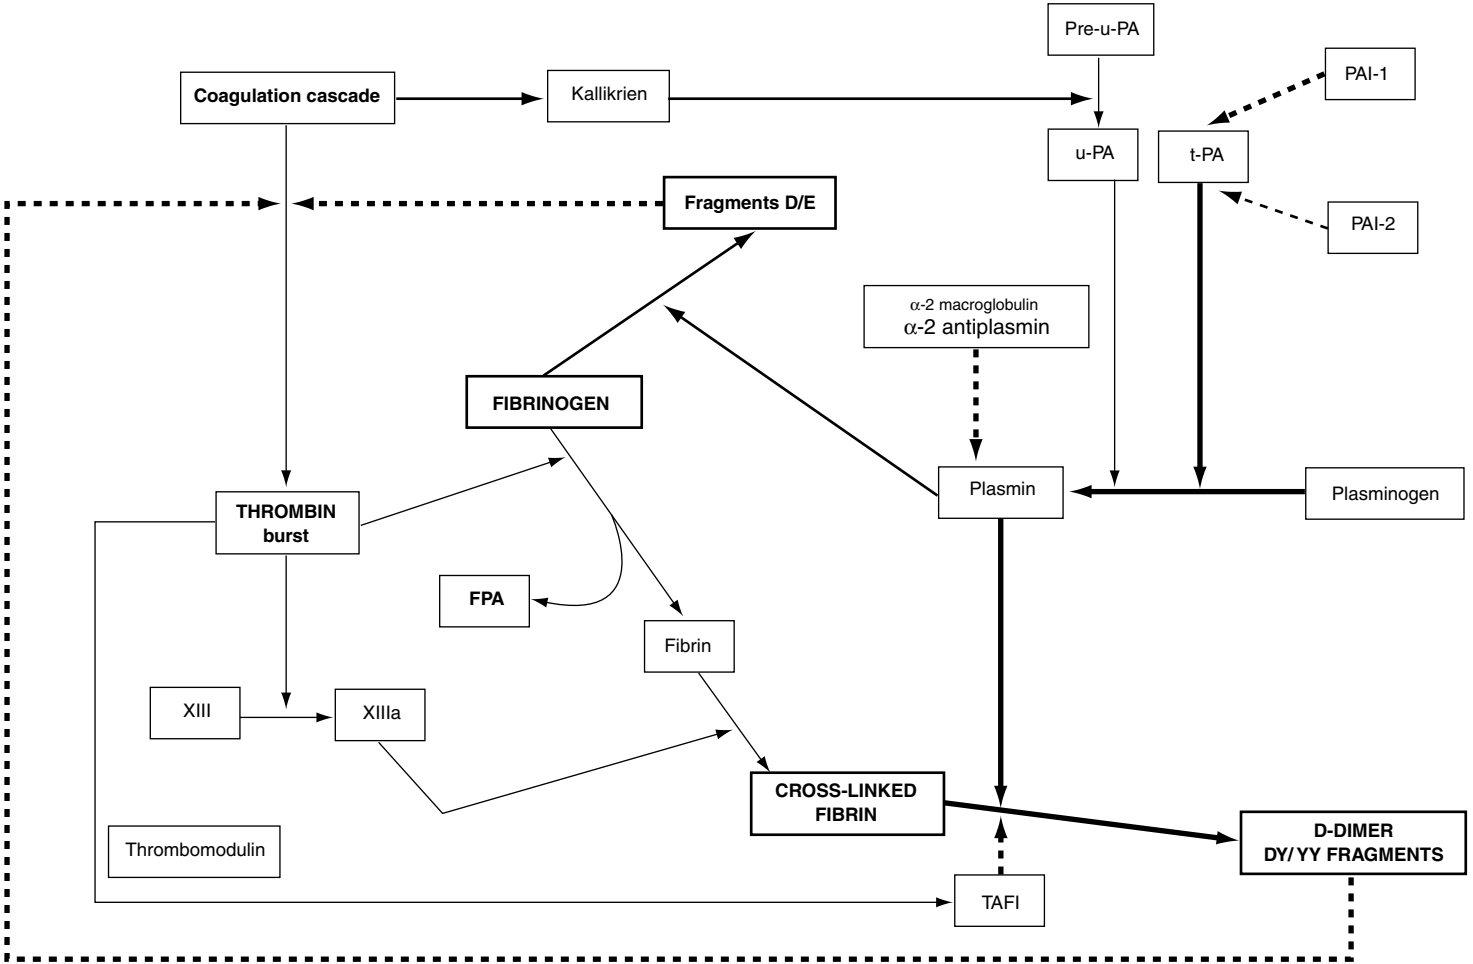 Pre-u-PA
PAI-1
Coagulation cascade
Kallikrien
u-PA
t-PA
Fragments D/E
PAI-2
α-2 macroglobulin
α-2 antiplasmin
FIBRINOGEN
Plasmin
Plasminogen
THROMBIN
burst
FPA
Fibrin
XIII
XIIIa
CROSS-LINKED
FIBRIN
D-DIMER
DY/YY FRAGMENTS
Thrombomodulin
TAFI